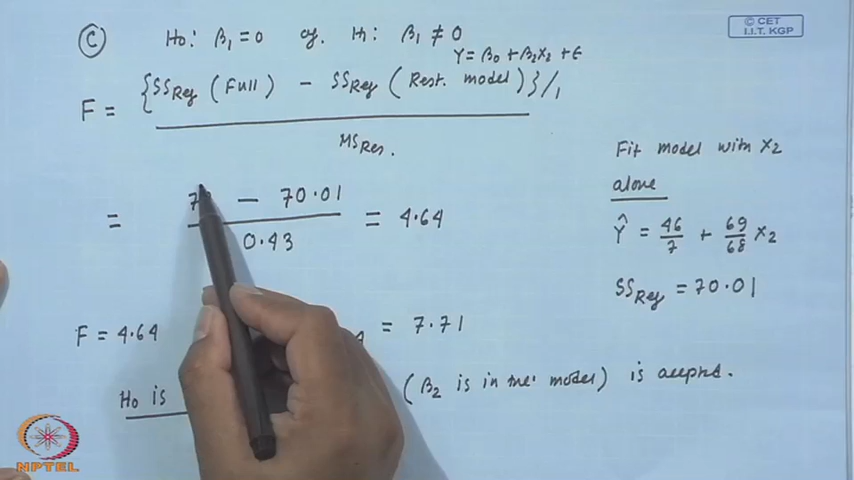 © CET
I.I.T. KGP
C H0: β1 = 0 ag. H1: β1 ≠ 0
Y = β0 + β2X2 + ϵ
F = {SSReg (Full) - SSReg (Rest. model)}/1
MSRes.
= 7 - 70.01 = 4.64
0.43
Fit model with X2
alone
Ŷ = 46/7 + 69/68 X2
SSReg = 70.01
F = 4.64 = 7.71
H0 is (β2 is in the model) is
NPTEL